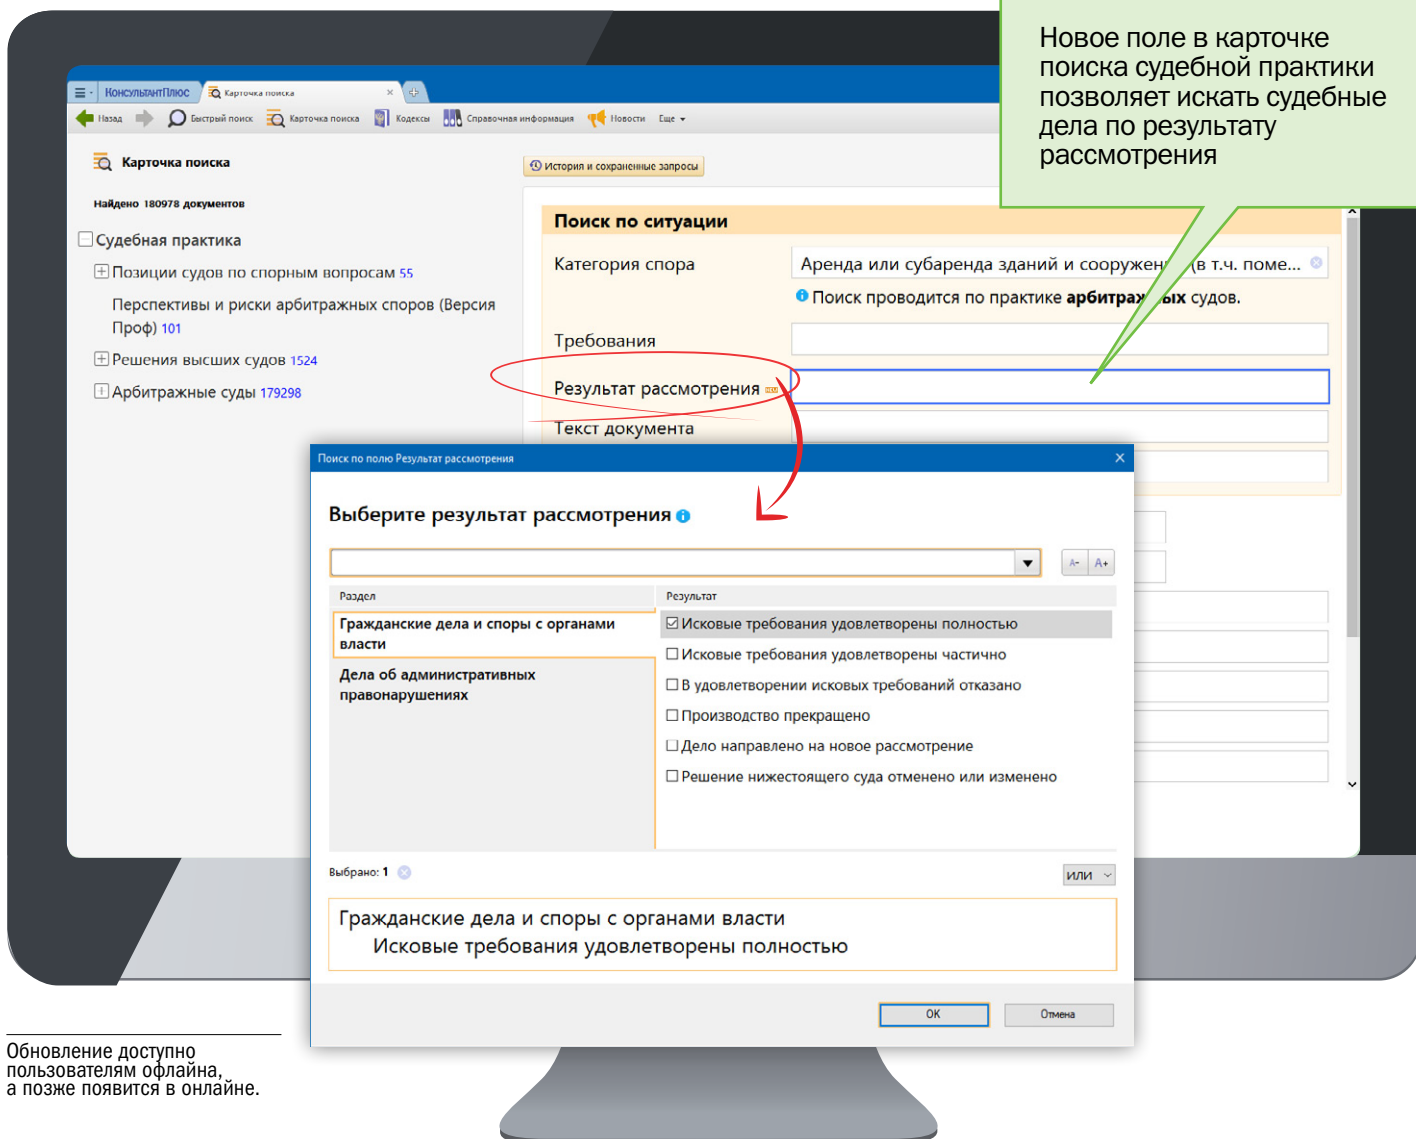 Новое поле в карточке
поиска судебной практики
позволяет искать судебные
дела по результату
рассмотрения
КонсультантПлюс
Карточка поиска
Назад
Быстрый поиск
Карточка поиска
Кодексы
Справочная информация
Новости
Еще
Карточка поиска
История и сохраненные запросы
Найдено 180978 документов
Судебная практика
Позиции судов по спорным вопросам 55
Перспективы и риски арбитражных споров (Версия
Проф) 101
Решения высших судов 1524
Арбитражные суды 179298
Поиск по ситуации
Категория спора
Аренда или субаренда зданий и сооружен (в т.ч. поме...
Поиск проводится по практике арбитражных судов.
Требования
Результат рассмотрения
Текст документа
Поиск по полю Результат рассмотрения
Выберите результат рассмотрения
A- A+
Раздел
Результат
Гражданские дела и споры с органами
власти
Дела об административных
правонарушениях
Исковые требования удовлетворены полностью
Исковые требования удовлетворены частично
В удовлетворении исковых требований отказано
Производство прекращено
Дело направлено на новое рассмотрение
Решение нижестоящего суда отменено или изменено
Выбрано: 1
ИЛИ
Гражданские дела и споры с органами власти
Исковые требования удовлетворены полностью
ОК
Отмена
Обновление доступно
пользователям офлайна,
а позже появится в онлайне.